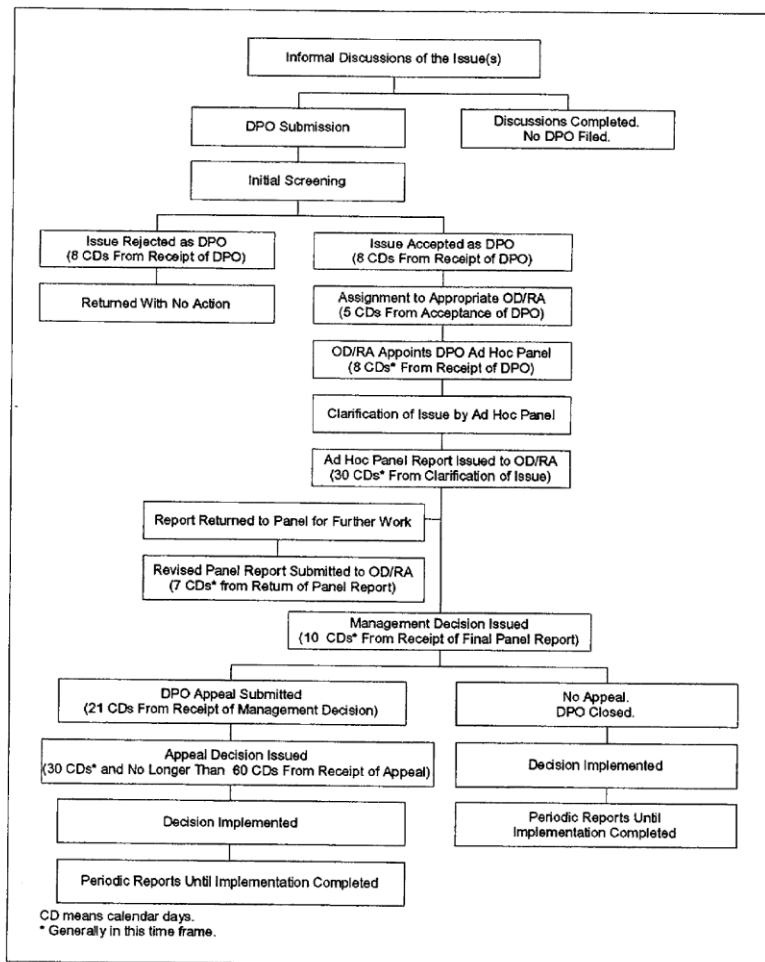 Informal Discussions of the Issue(s)
DPO Submission
Discussions Completed.
No DPO Filed.
Initial Screening
Issue Rejected as DPO
(8 CDs From Receipt of DPO)
Issue Accepted as DPO
(8 CDs From Receipt of DPO)
Returned With No Action
Assignment to Appropriate OD/RA
(5 CDs From Acceptance of DPO)
OD/RA Appoints DPO Ad Hoc Panel
(8 CDs* From Receipt of DPO)
Clarification of Issue by Ad Hoc Panel
Ad Hoc Panel Report Issued to OD/RA
(30 CDs* From Clarification of Issue)
Report Returned to Panel for Further Work
Revised Panel Report Submitted to OD/RA
(7 CDs* from Return of Panel Report)
Management Decision Issued
(10 CDs* From Receipt of Final Panel Report)
DPO Appeal Submitted
(21 CDs From Receipt of Management Decision)
No Appeal.
DPO Closed.
Appeal Decision Issued
(30 CDs* and No Longer Than 60 CDs From Receipt of Appeal)
Decision Implemented
Decision Implemented
Periodic Reports Until
Implementation Completed
Periodic Reports Until Implementation Completed
CD means calendar days.
* Generally in this time frame.